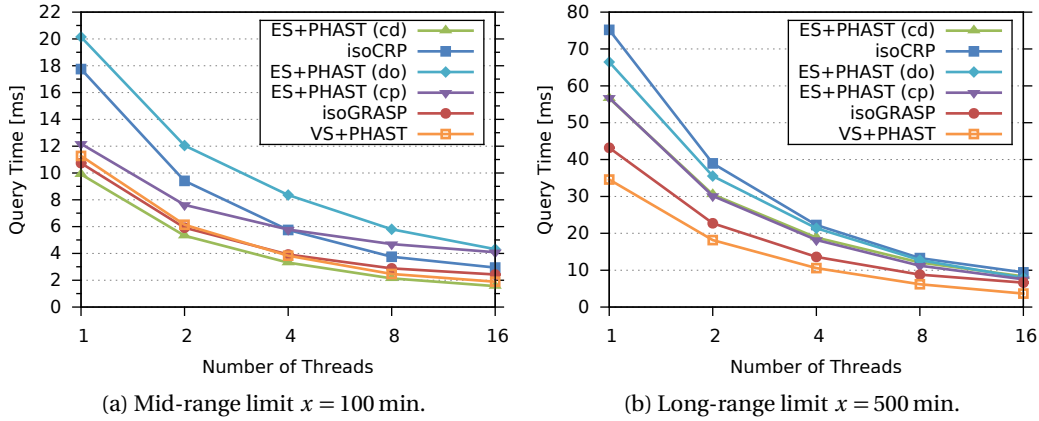 Query Time [ms]
22
20
18
16
14
12
10
8
6
4
2
0
ES+PHAST (cd)
isoCRP
ES+PHAST (do)
ES+PHAST (cp)
isoGRASP
VS+PHAST
1 2 4 8 16
Number of Threads
(a) Mid-range limit x = 100 min.
Query Time [ms]
80
70
60
50
40
30
20
10
0
ES+PHAST (cd)
isoCRP
ES+PHAST (do)
ES+PHAST (cp)
isoGRASP
VS+PHAST
1 2 4 8 16
Number of Threads
(b) Long-range limit x = 500 min.